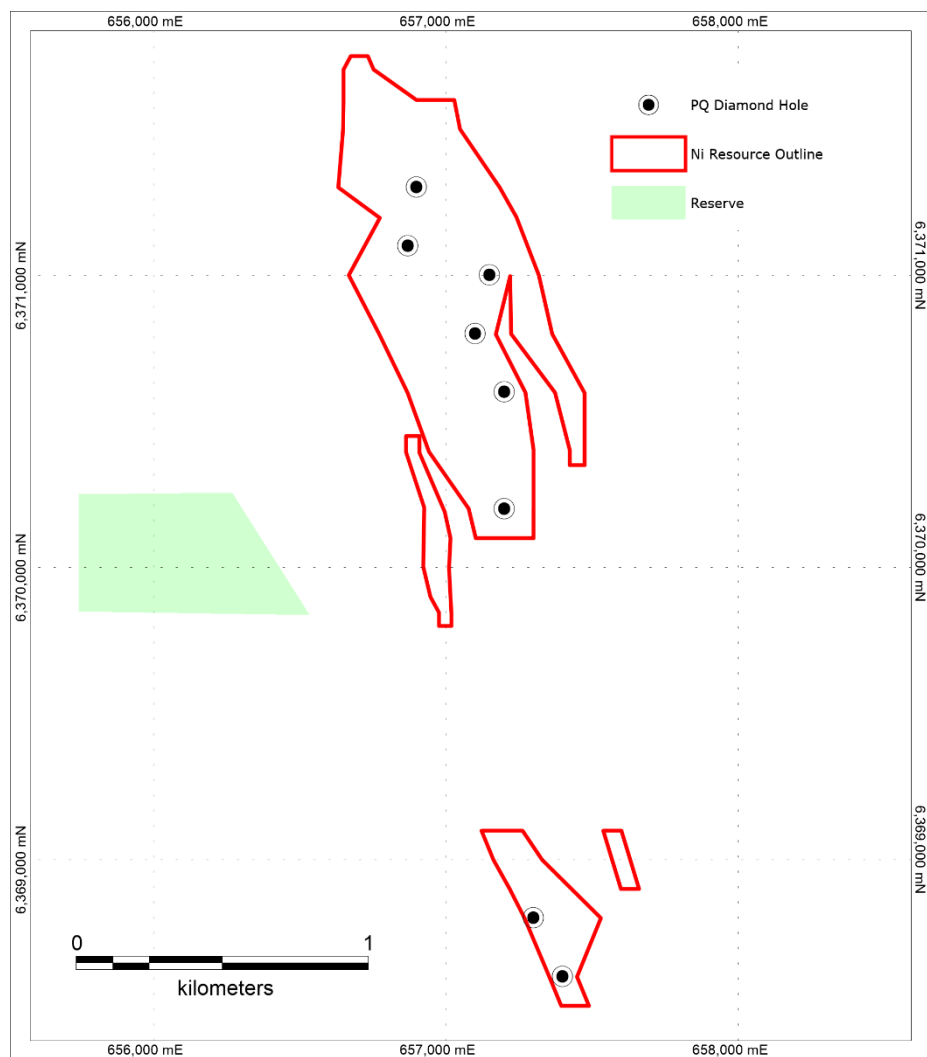 656,000 mE
657,000 mE
658,000 mE
PQ Diamond Hole
Ni Resource Outline
Reserve
6,371,000 mN
6,371,000 mN
6,370,000 mN
6,370,000 mN
6,369,000 mN
6,369,000 mN
0 1
kilometers
656,000 mE
657,000 mE
658,000 mE